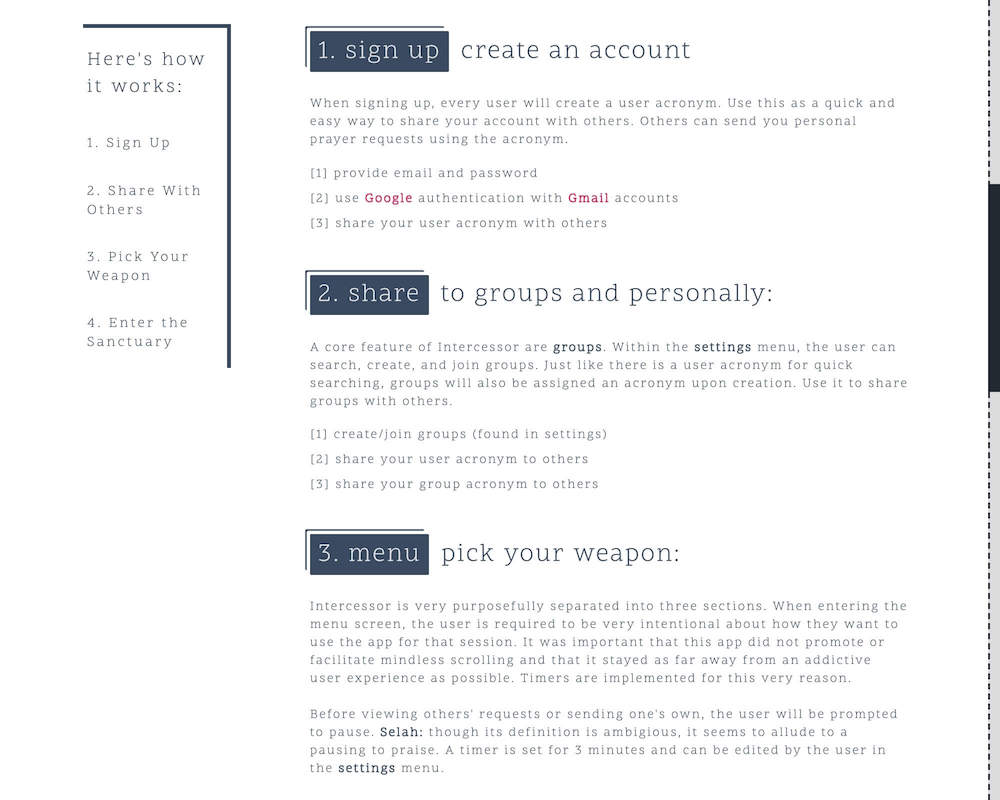 Here's how
it works:
1. Sign Up
2. Share With
Others
3. Pick Your
Weapon
4. Enter the
Sanctuary
1. sign up create an account
When signing up, every user will create a user acronym. Use this as a quick and
easy way to share your account with others. Others can send you personal
prayer requests using the acronym.
[1] provide email and password
[2] use Google authentication with Gmail accounts
[3] share your user acronym with others
2. share to groups and personally:
A core feature of Intercessor are groups. Within the settings menu, the user can
search, create, and join groups. Just like there is a user acronym for quick
searching, groups will also be assigned an acronym upon creation. Use it to share
groups with others.
[1] create/join groups (found in settings)
[2] share your user acronym to others
[3] share your group acronym to others
3. menu pick your weapon:
Intercessor is very purposefully separated into three sections. When entering the
menu screen, the user is required to be very intentional about how they want to
use the app for that session. It was important that this app did not promote or
facilitate mindless scrolling and that it stayed as far away from an addictive
user experience as possible. Timers are implemented for this very reason.
Before viewing others' requests or sending one's own, the user will be prompted
to pause. Selah: though its definition is ambigious, it seems to allude to a
pausing to praise. A timer is set for 3 minutes and can be edited by the user in
the settings menu.